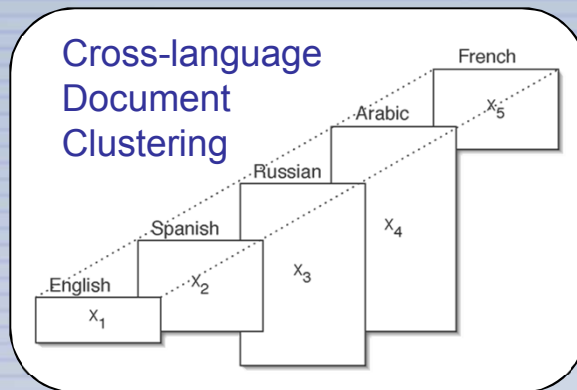 Cross-language
Document
Clustering
French
X5
Arabic
X4
Russian
X3
Spanish
X2
English
X1